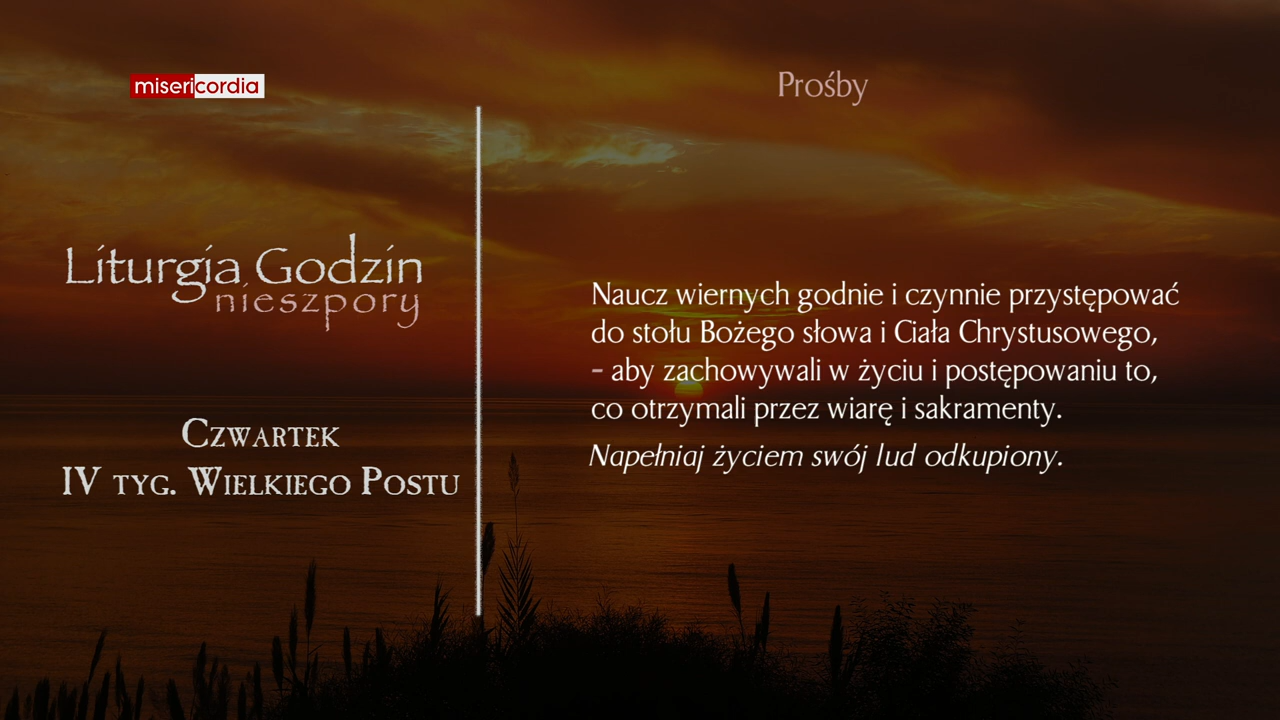 misericordia
Prośby
Liturgia Godzin
nieszpory
Czwartek
IV tyg. Wielkiego Postu
Naucz wiernych godnie i czynnie przystępować
do stołu Bożego słowa i Ciała Chrystusowego,
- aby zachowywali w życiu i postępowaniu to,
co otrzymali przez wiarę i sakramenty.
Napełniaj życiem swój lud odkupiony.